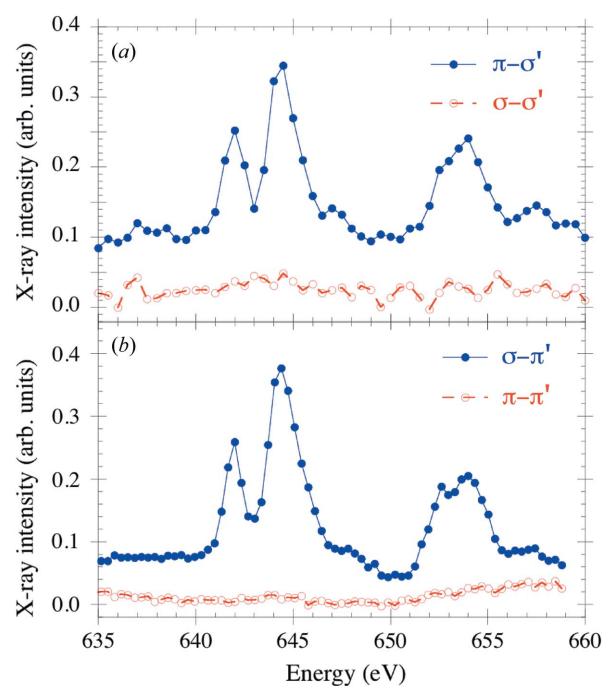 0.4
(a)
π–σ'
σ–σ'
0.3
0.2
0.1
0.0
X-ray intensity (arb. units)
(b)
σ–π'
π–π'
0.4
0.3
0.2
0.1
0.0
X-ray intensity (arb. units)
635 640 645 650 655 660
Energy (eV)